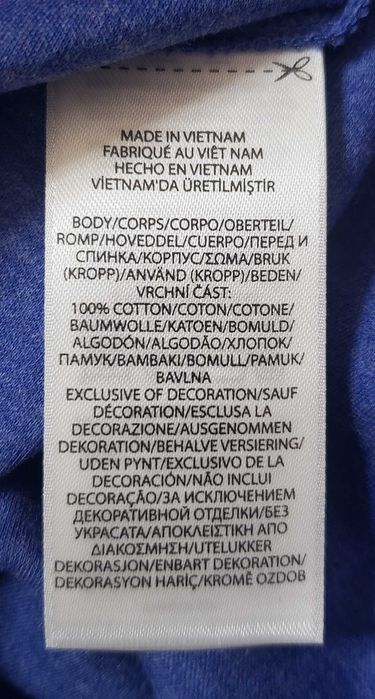 MADE IN VIETNAM
FABRIQUÉ AU VIÊT NAM
HECHO EN VIETNAM
VİETNAM'DA ÜRETİLMİŞTİR
BODY/CORPS/CORPO/OBERTEIL/
ROMP/HOVEDDEL/CUERPO/ПЕРЕД И
СПИНКА/КОРПУС/ΣΩΜΑ/BRUK
(KROPP)/ANVÄND (KROPP)/BEDEN/
VRCHNÍ ČÁST:
100% COTTON/COTON/COTONE/
BAUMWOLLE/KATOEN/BOMULD/
ALGODÓN/ALGODÃO/ХЛОПОК/
ПАМУК/ΒΑΜΒΑΚΙ/BOMULL/PAMUK/
BAVLNA
EXCLUSIVE OF DECORATION/SAUF
DÉCORATION/ESCLUSA LA
DECORAZIONE/AUSGENOMMEN
DEKORATION/BEHALVE VERSIERING/
UDEN PYNT/EXCLUSIVO DE LA
DECORACIÓN/NÃO INCLUI
DECORAÇÃO/ЗА ИСКЛЮЧЕНИЕМ
ДЕКОРАТИВНОЙ ОТДЕЛКИ/БЕЗ
УКРАСАТА/ΑΠΟΚΛΕΙΣΤΙΚΗ ΑΠΟ
ΔΙΑΚΟΣΜΗΣΗ/UTELUKKER
DEKORASJON/ENBART DEKORATION/
DEKORASYON HARİÇ/KROMĚ OZDOB